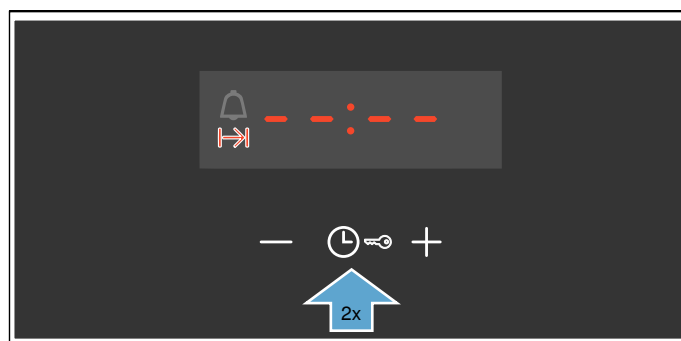 – –:– –
2x